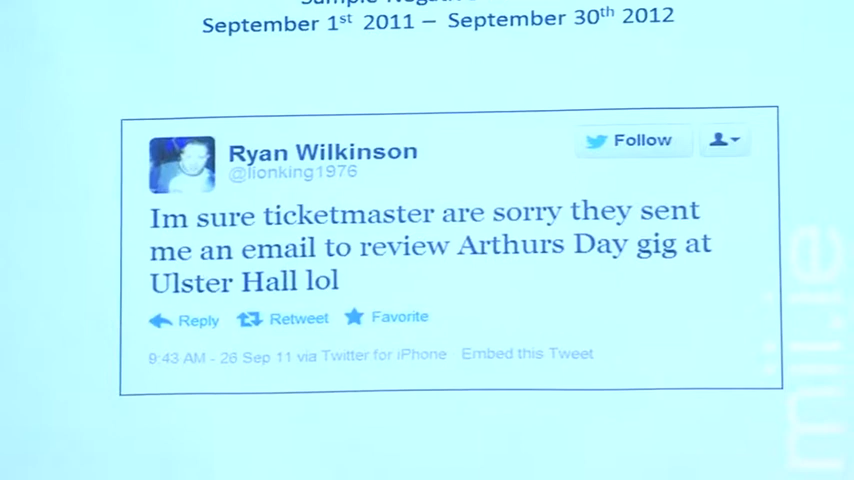 September 1st 2011 – September 30th 2012
Ryan Wilkinson
@lionking1976
Follow
Im sure ticketmaster are sorry they sent
me an email to review Arthurs Day gig at
Ulster Hall lol
Reply Retweet Favorite
9:43 AM - 26 Sep 11 via Twitter for iPhone Embed this Tweet
mii.ie